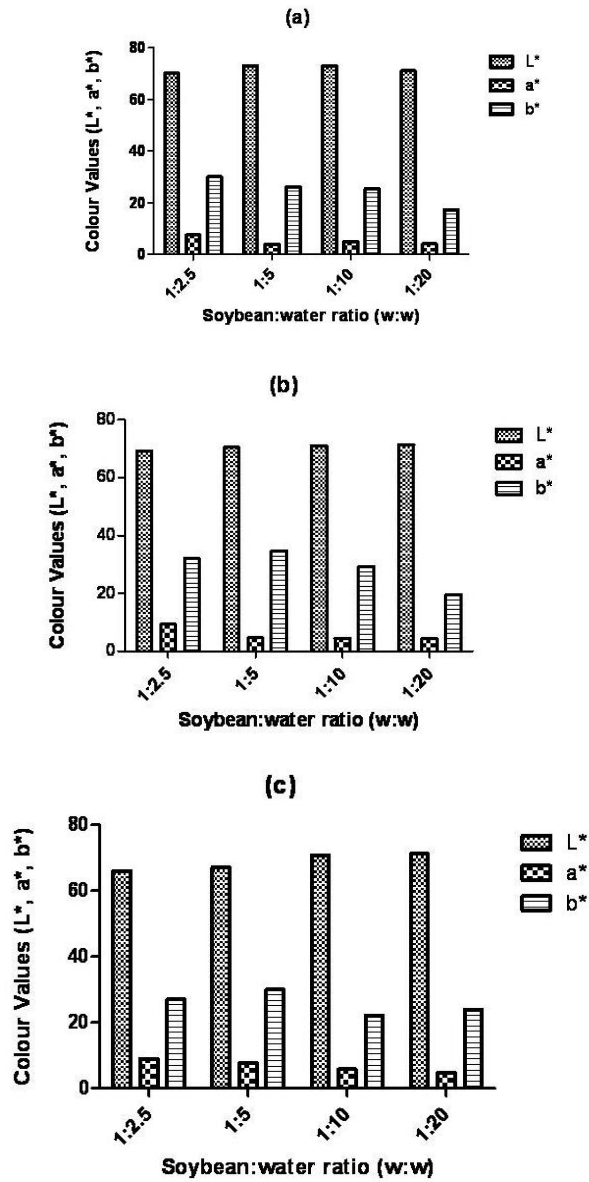 (a)
Colour Values (L*, a*, b*)
80
60
40
20
0
1:2.5
1:5
1:10
1:20
Soybean:water ratio (w:w)
L*
a*
b*
(b)
Colour Values (L*, a*, b*)
80
60
40
20
0
1:2.5
1:5
1:10
1:20
Soybean:water ratio (w:w)
L*
a*
b*
(c)
Colour Values (L*, a*, b*)
80
60
40
20
0
1:2.5
1:5
1:10
1:20
Soybean:water ratio (w:w)
L*
a*
b*